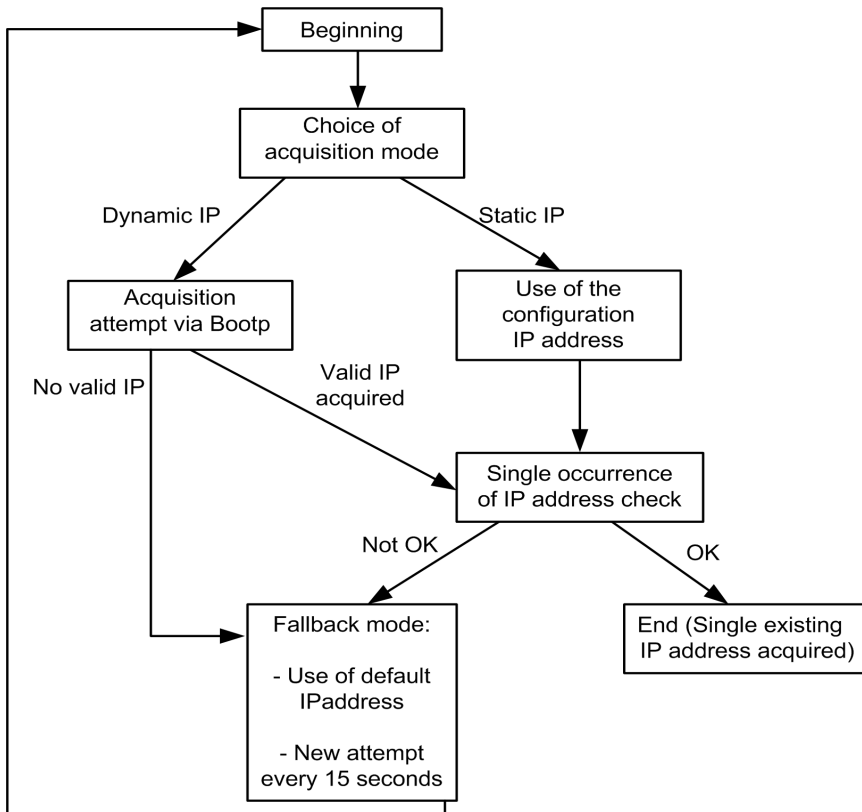 Beginning
Choice of
acquisition mode
Dynamic IP
Static IP
Acquisition
attempt via Bootp
Use of the
configuration
IP address
No valid IP
Valid IP
acquired
Single occurrence
of IP address check
Not OK
OK
Fallback mode:
- Use of default
IPaddress
- New attempt
every 15 seconds
End (Single existing
IP address acquired)